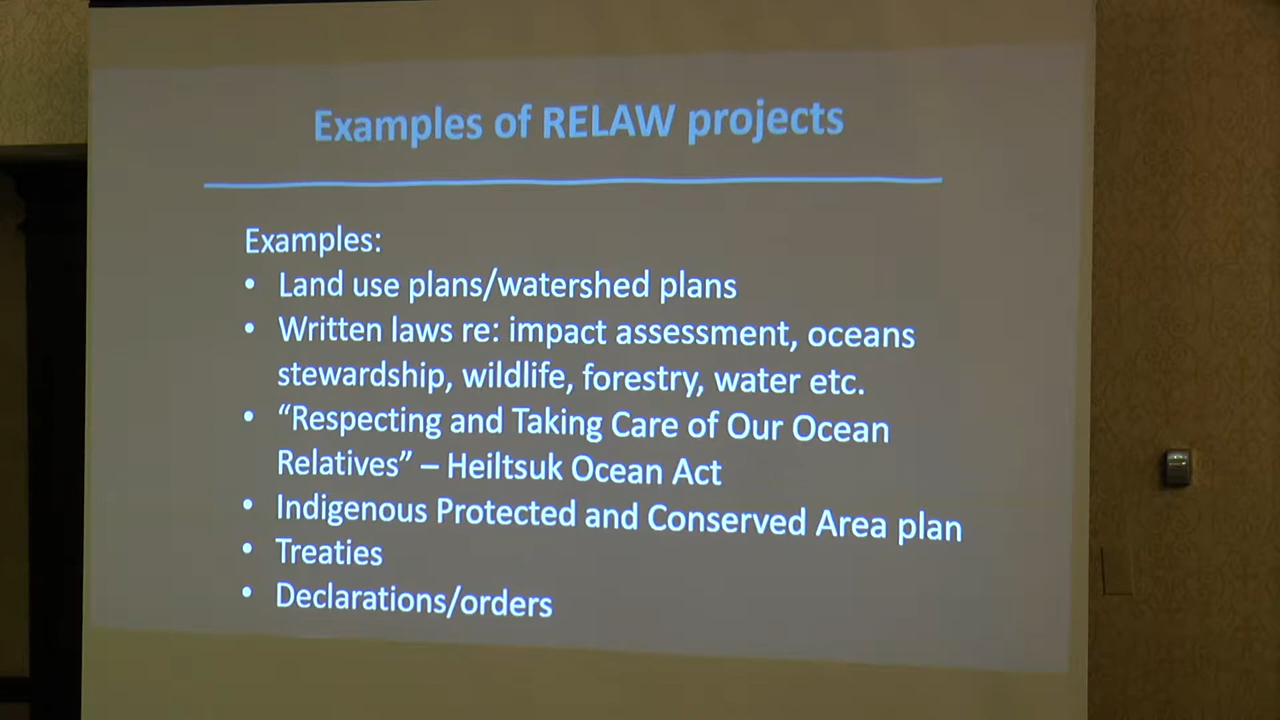 Examples of RELAW projects
Examples:
• Land use plans/watershed plans
• Written laws re: impact assessment, oceans
stewardship, wildlife, forestry, water etc.
• “Respecting and Taking Care of Our Ocean
Relatives” – Heiltsuk Ocean Act
• Indigenous Protected and Conserved Area plan
• Treaties
• Declarations/orders